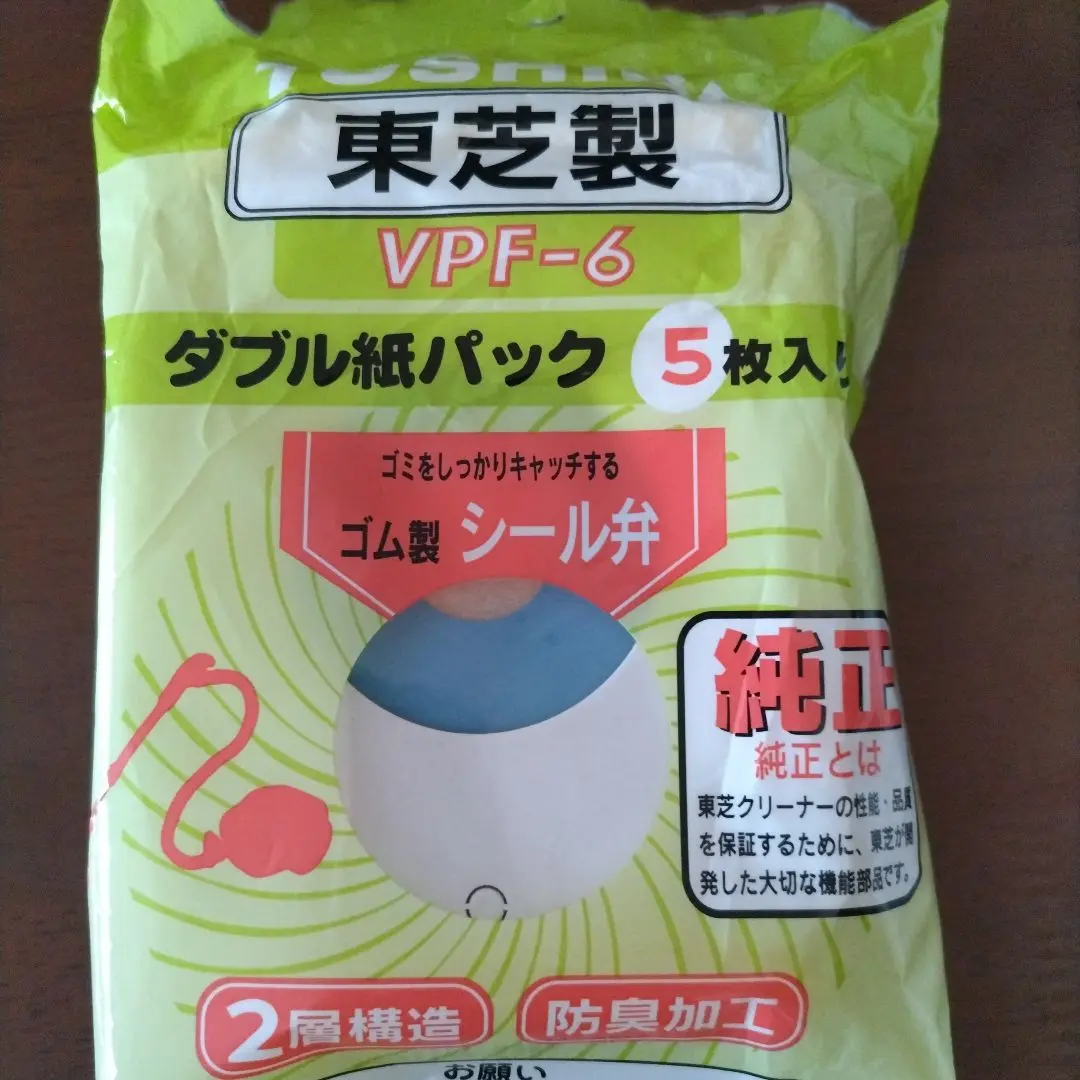 TOSHIBA
東芝製
VPF-6
ダブル紙パック 5枚入り
ゴミをしっかりキャッチする
ゴム製 シール弁
純正
純正とは
東芝クリーナーの性能・品質
を保証するために、東芝が開
発した大切な機能部品です。
2層構造 防臭加工
お願い